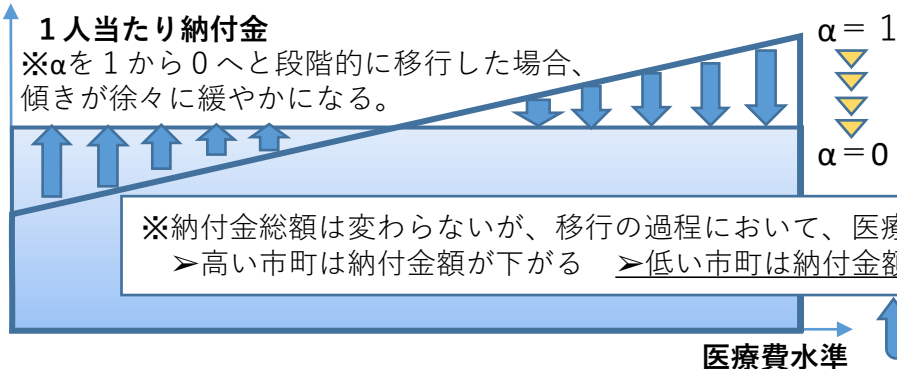 １人当たり納付金
※αを１から０へと段階的に移行した場合、
傾きが徐々に緩やかになる。
α＝１
α＝0
※納付金総額は変わらないが、移行の過程において、医療
➢高い市町は納付金額が下がる　➢低い市町は納付金額
医療費水準